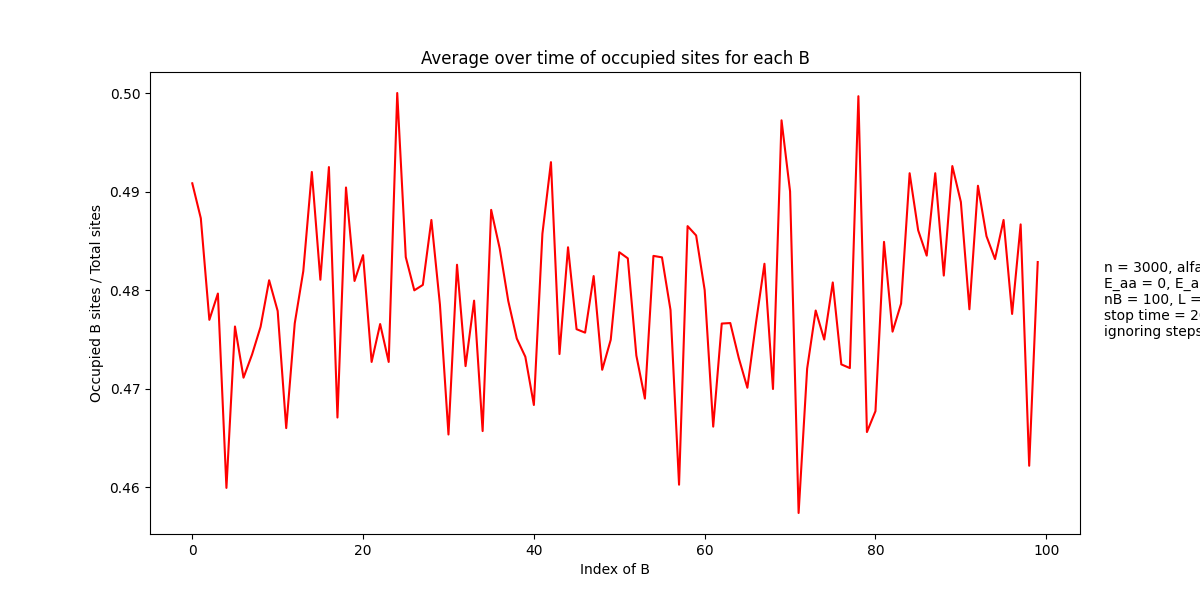 Average over time of occupied sites for each B
0.50
0.49
0.48
0.47
0.46
Occupied B sites / Total sites
0 20 40 60 80 100
Index of B
n = 3000, alfa
E_aa = 0, E_a
nB = 100, L =
stop time = 2
ignoring steps